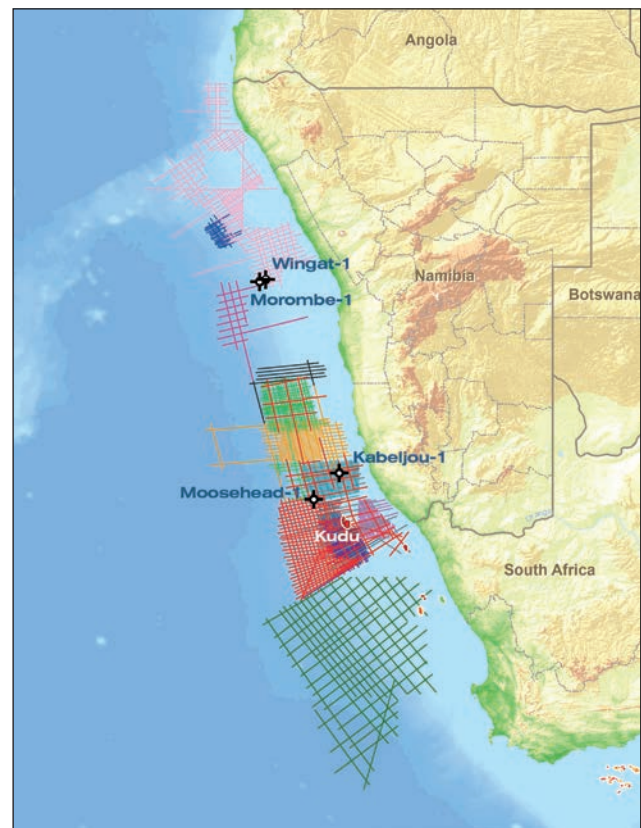 Angola
Wingat-1
Namibia
Morombe-1
Botswana
Kabeljou-1
Moosehead-1
Kudu
South Africa